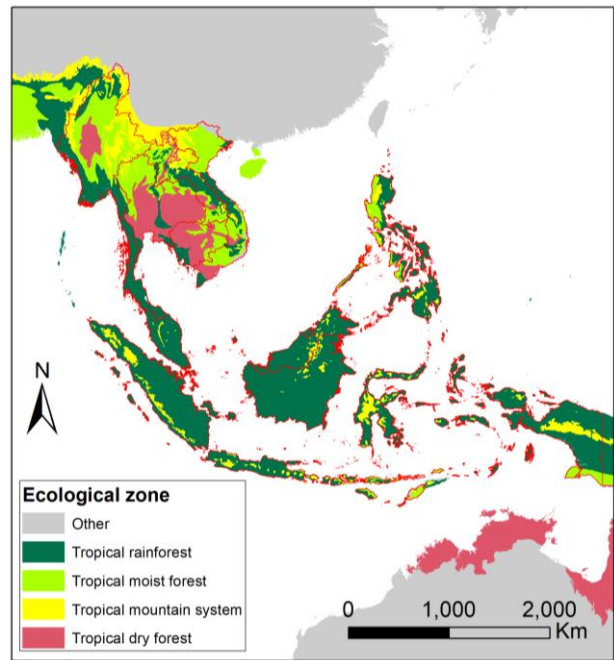 N
Ecological zone
Other
Tropical rainforest
Tropical moist forest
Tropical mountain system
Tropical dry forest
0 1,000 2,000
Km